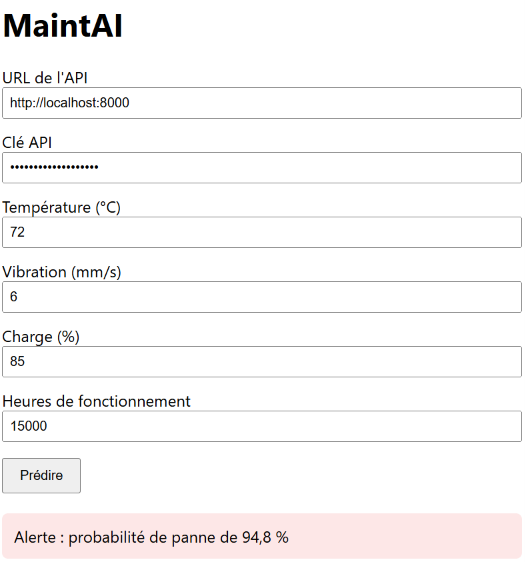 MaintAI
URL de l'API
http://localhost:8000
Clé API
•••••••••••••••••••
Température (°C)
72
Vibration (mm/s)
6
Charge (%)
85
Heures de fonctionnement
15000
Prédire
Alerte : probabilité de panne de 94,8 %